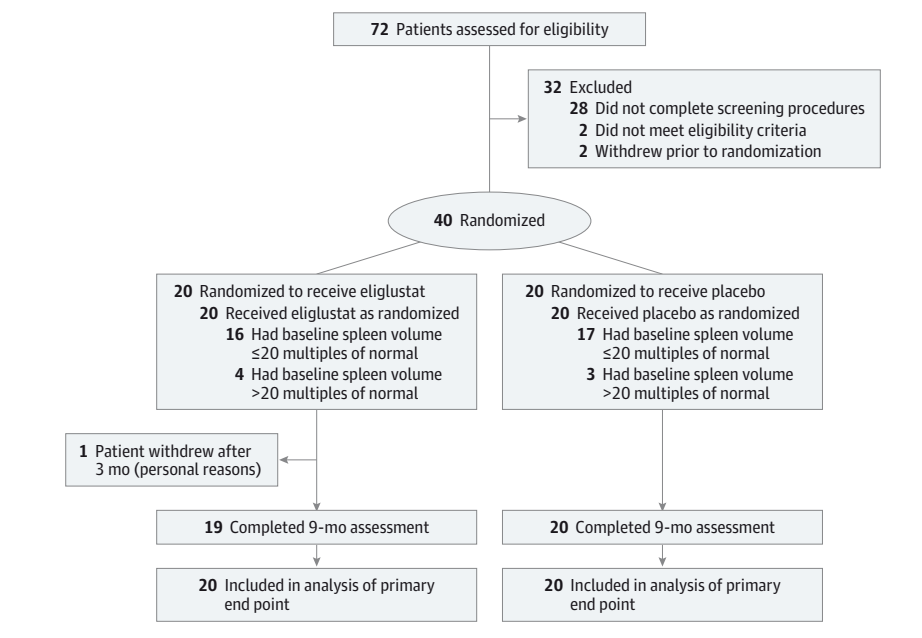 72 Patients assessed for eligibility
32 Excluded
28 Did not complete screening procedures
2 Did not meet eligibility criteria
2 Withdrew prior to randomization
40 Randomized
20 Randomized to receive eliglustat
20 Received eliglustat as randomized
16 Had baseline spleen volume
≤20 multiples of normal
4 Had baseline spleen volume
>20 multiples of normal
20 Randomized to receive placebo
20 Received placebo as randomized
17 Had baseline spleen volume
≤20 multiples of normal
3 Had baseline spleen volume
>20 multiples of normal
1 Patient withdrew after
3 mo (personal reasons)
19 Completed 9-mo assessment
20 Completed 9-mo assessment
20 Included in analysis of primary
end point
20 Included in analysis of primary
end point